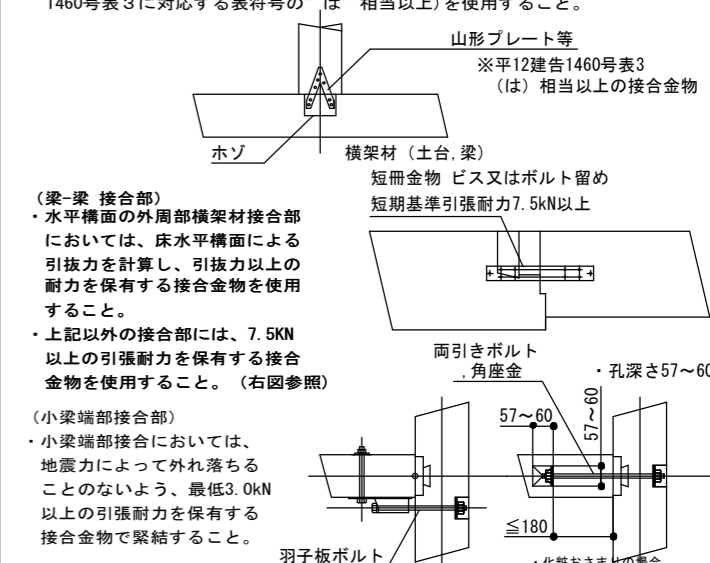 1460号表3に対応する表符号の"は"相当以上)を使用すること。
山形プレート等
※平12建告1460号表3
(は)相当以上の接合金物
ホゾ
横架材(土台,梁)
短冊金物 ビス又はボルト留め
短期基準引張耐力7.5kN以上
(梁-梁 接合部)
・水平構面の外周部横架材接合部
においては、床水平構面による
引抜力を計算し、引抜力以上の
耐力を保有する接合金物を使用
すること。
・上記以外の接合部には、7.5KN
以上の引張耐力を保有する接合
金物を使用すること。(右図参照)
両引きボルト
,角座金
・孔深さ57~60
57~60
57~60
≦180
(小梁端部接合部)
・小梁端部接合においては、
地震力によって外れ落ちる
ことのないよう、最低3.0kN
以上の引張耐力を保有する
接合金物で緊結すること。
羽子板ボルト
・化粧おさまりの場合